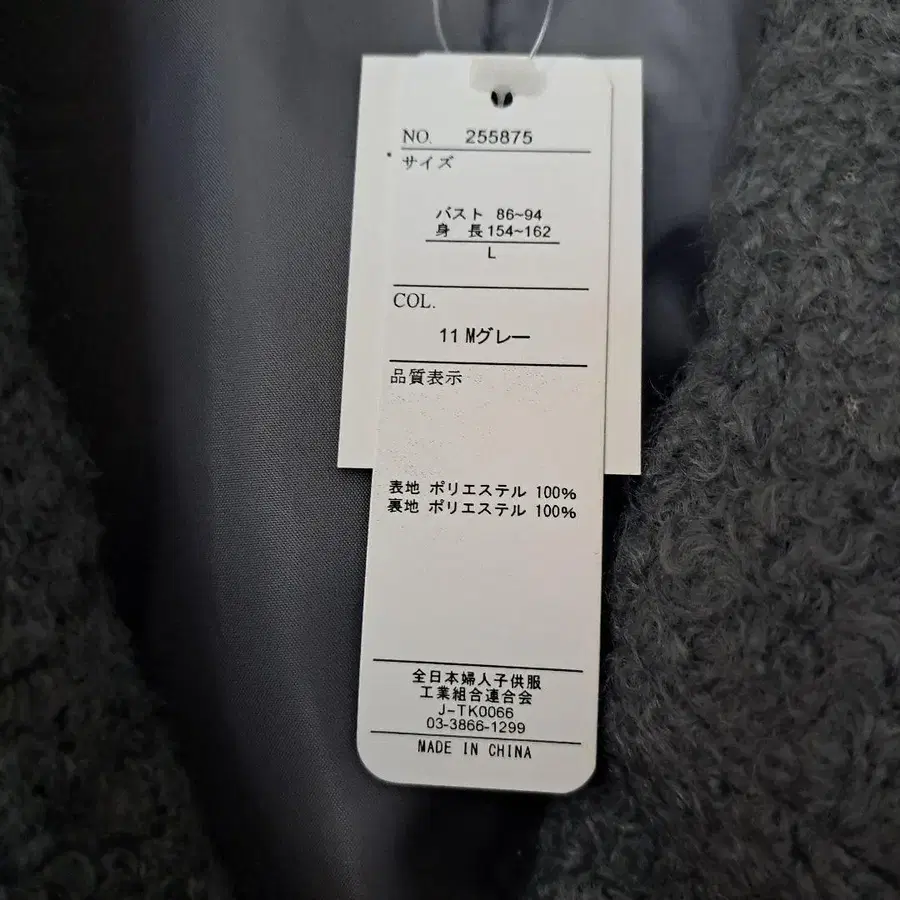 NO. 255875
サイズ
バスト 86~94
身 長 154~162
L
COL.
11 Mグレー
品質表示
表地 ポリエステル 100%
裏地 ポリエステル 100%
全日本婦人子供服
工業組合連合会
J-TK0066
03-3866-1299
MADE IN CHINA